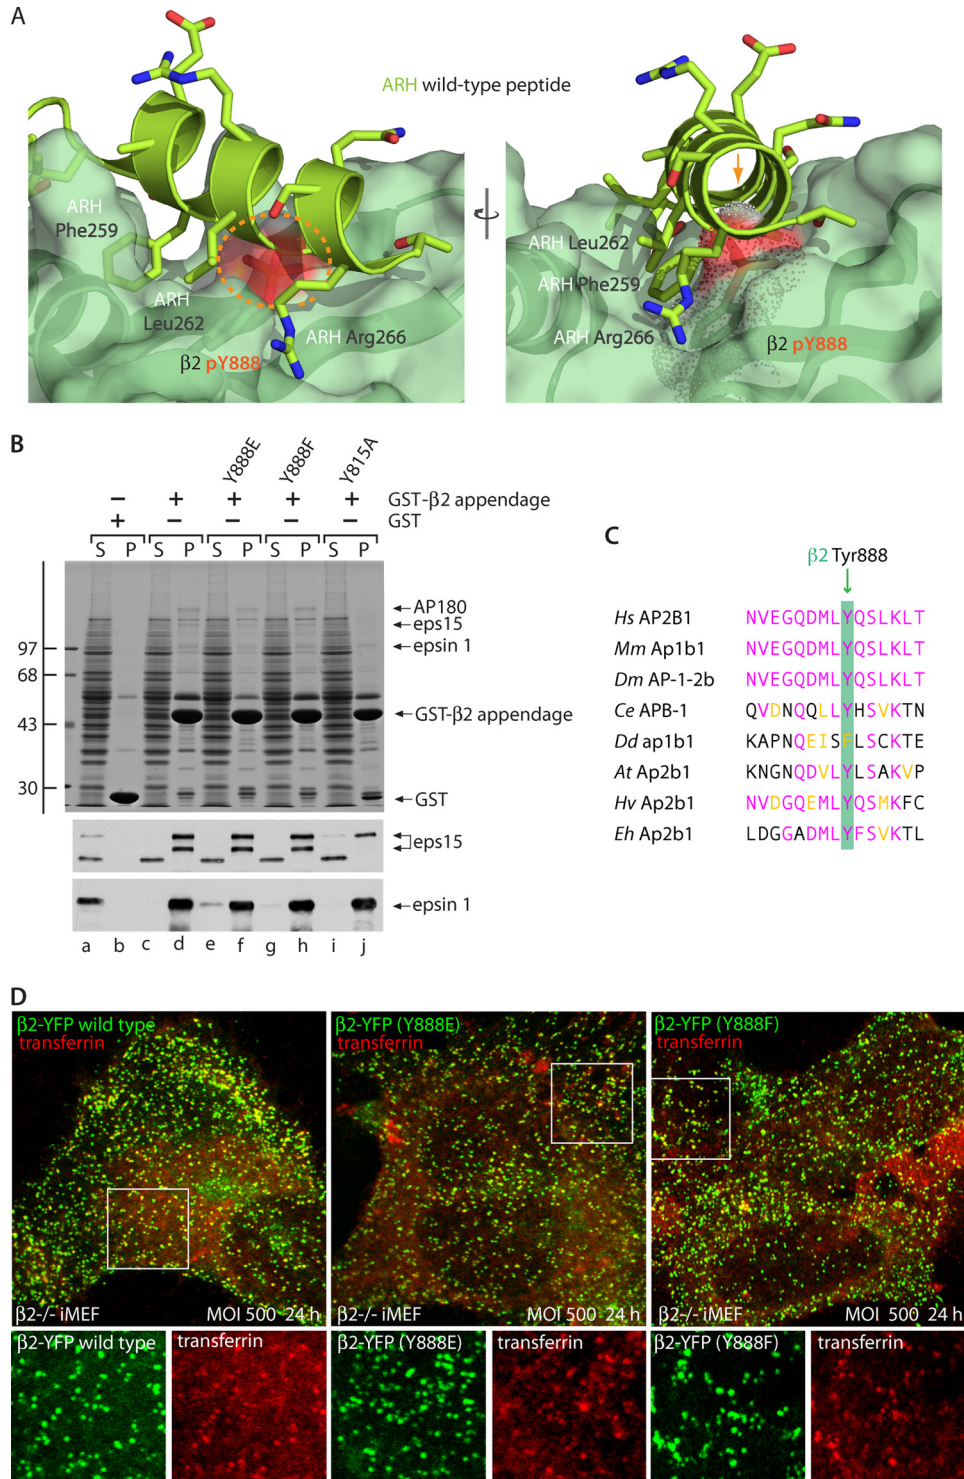 A
ARH wild-type peptide
ARH
Phe259
ARH
Leu262
ARH Arg266
β2 pY888
ARH Leu262
ARH Phe259
ARH Arg266
β2 pY888
B
Y888E
Y888F
Y815A
− + + + + GST-β2 appendage
+ − − − − GST
S P S P S P S P S P
AP180
eps15
epsin 1
97
68
GST-β2 appendage
43
30
GST
eps15
epsin 1
a b c d e f g h i j
C
β2 Tyr888
Hs AP2B1 NVEGQDMLYQSLKLT
Mm Ap1b1 NVEGQDMLYQSLKLT
Dm AP-1-2b NVEGQDMLYQSLKLT
Ce APB-1 QVDNQQLLYHSVKTN
Dd ap1b1 KAPNQEISFLSCKTE
At Ap2b1 KNGNQDVLYLSAKVP
Hv Ap2b1 NVDGQEMLYQSMKFC
Eh Ap2b1 LDGGADMLYFSVKTL
D
β2-YFP wild type
transferrin
β2-/- iMEF MOI 500 24 h
β2-YFP (Y888E)
transferrin
β2-/- iMEF MOI 500 24 h
β2-YFP (Y888F)
transferrin
β2-/- iMEF MOI 500 24 h
β2-YFP wild type
transferrin
β2-YFP (Y888E)
transferrin
β2-YFP (Y888F)
transferrin